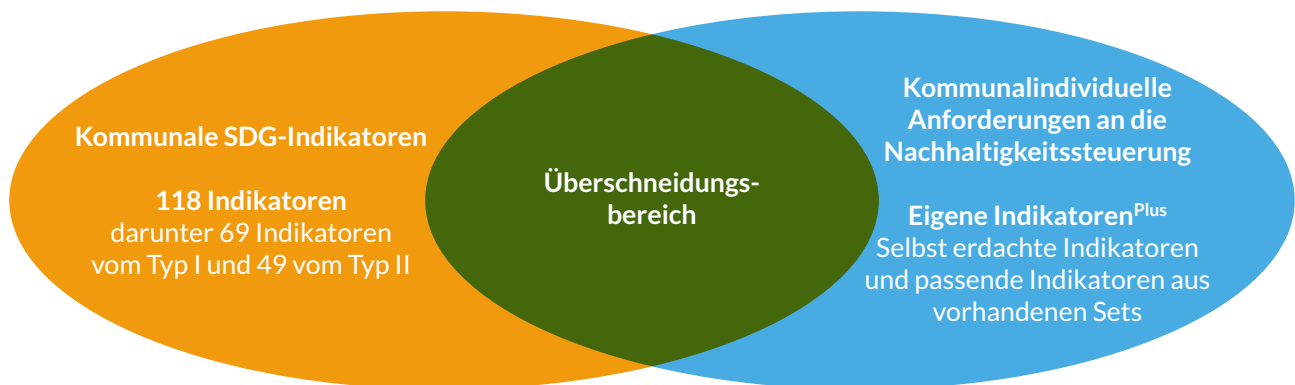 Kommunale SDG-Indikatoren
118 Indikatoren
darunter 69 Indikatoren
vom Typ I und 49 vom Typ II
Überschneidungs-
bereich
Kommunalindividuelle
Anforderungen an die
Nachhaltigkeitssteuerung
Eigene IndikatorenPlus
Selbst erdachte Indikatoren
und passende Indikatoren aus
vorhandenen Sets